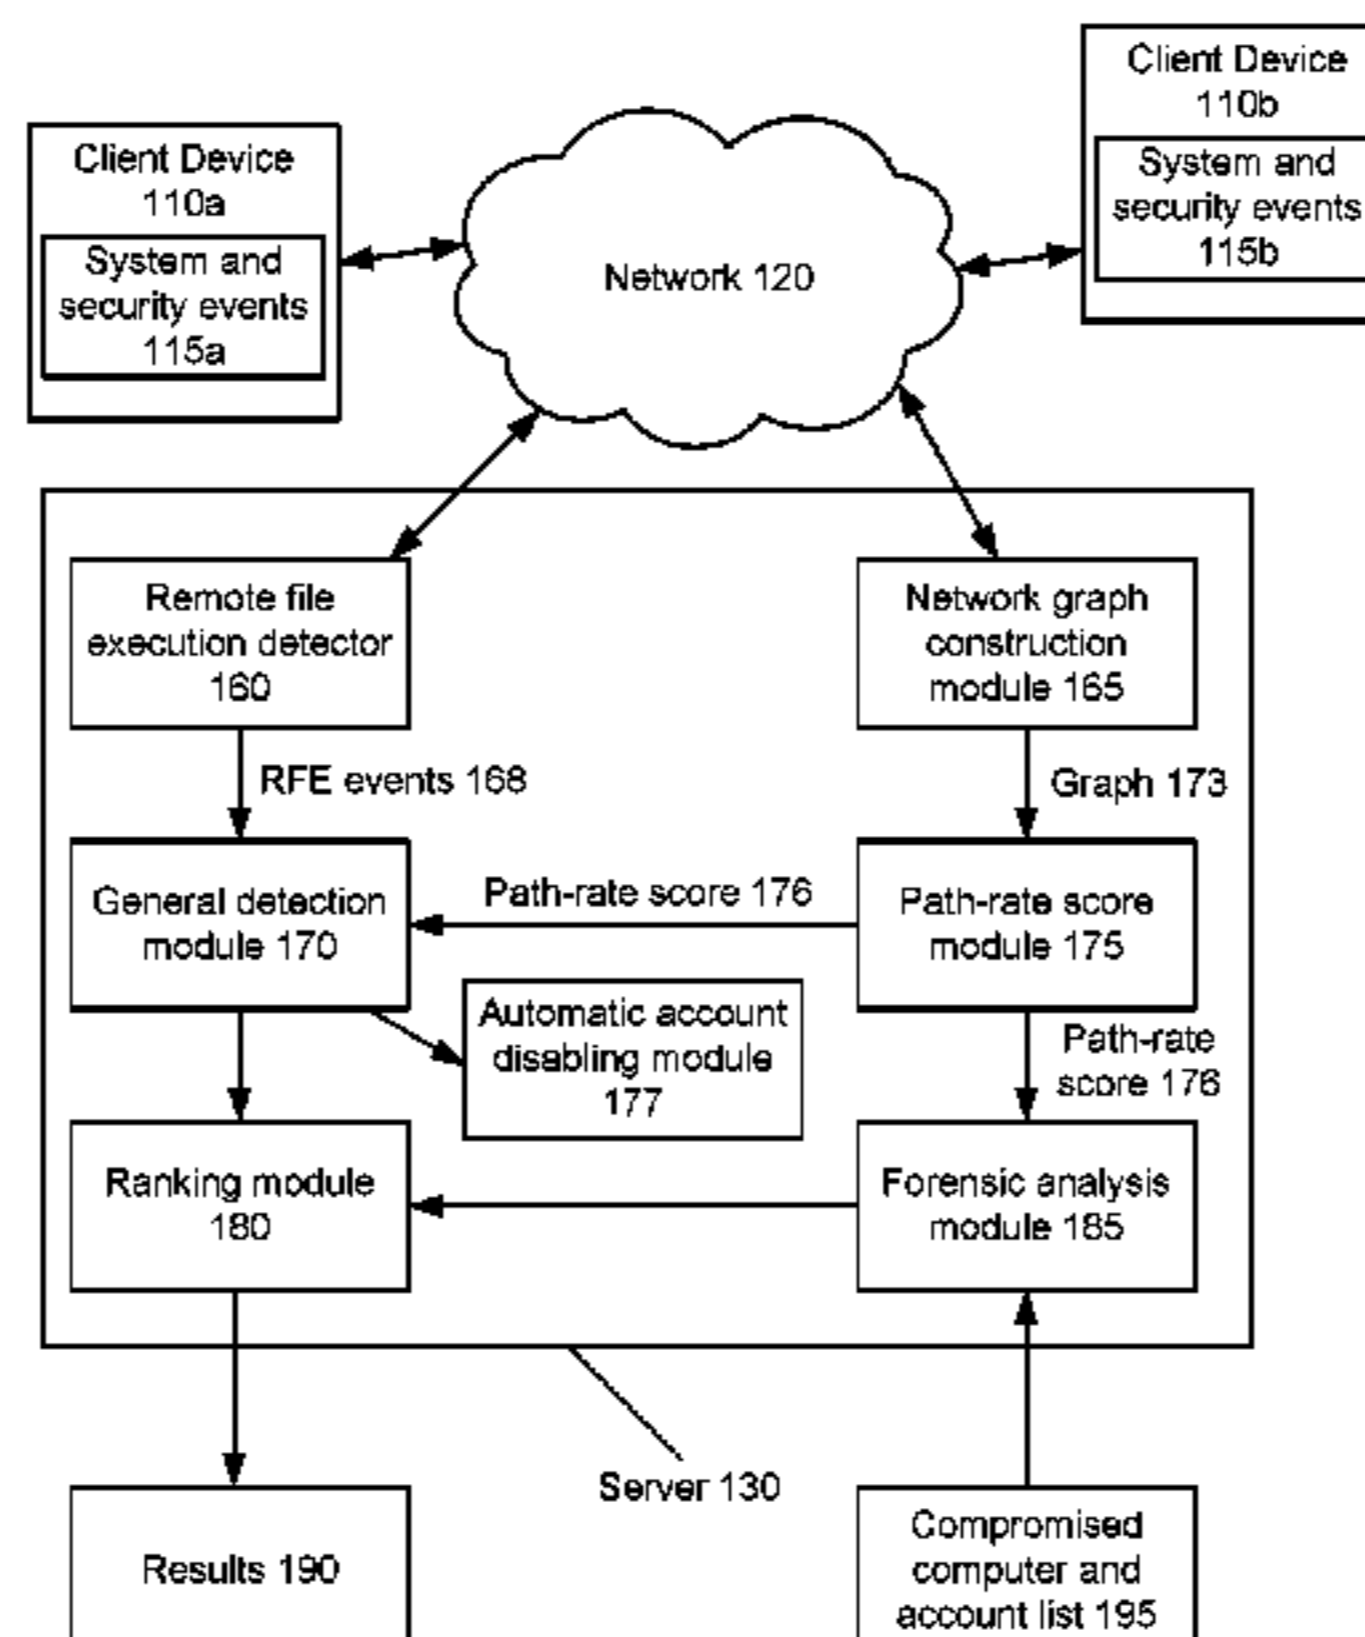 Client Device
110b
System and
security events
115b
Client Device
110a
System and
security events
115a
Network 120
Remote file
execution detector
160
Network graph
construction
module 165
RFE events 168
Graph 173
General detection
module 170
Path-rate score 176
Path-rate score
module 175
Automatic account
disabling module
177
Path-rate
score 176
Ranking module
180
Forensic analysis
module 185
Server 130
Results 190
Compromised
computer and
account list 195